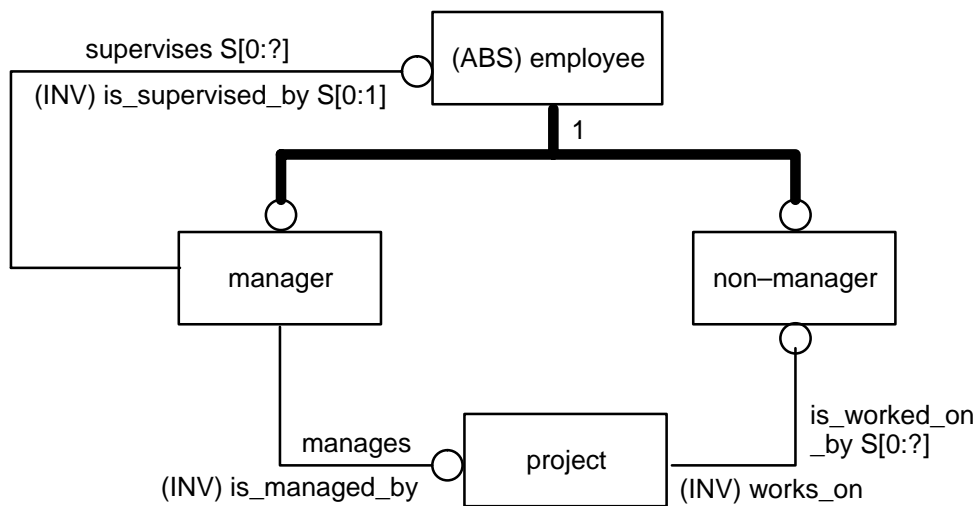 supervises S[0:?]
(ABS) employee
(INV) is_supervised_by S[0:1]
1
manager
non–manager
is_worked_on
_by S[0:?]
manages
project
(INV) is_managed_by
(INV) works_on